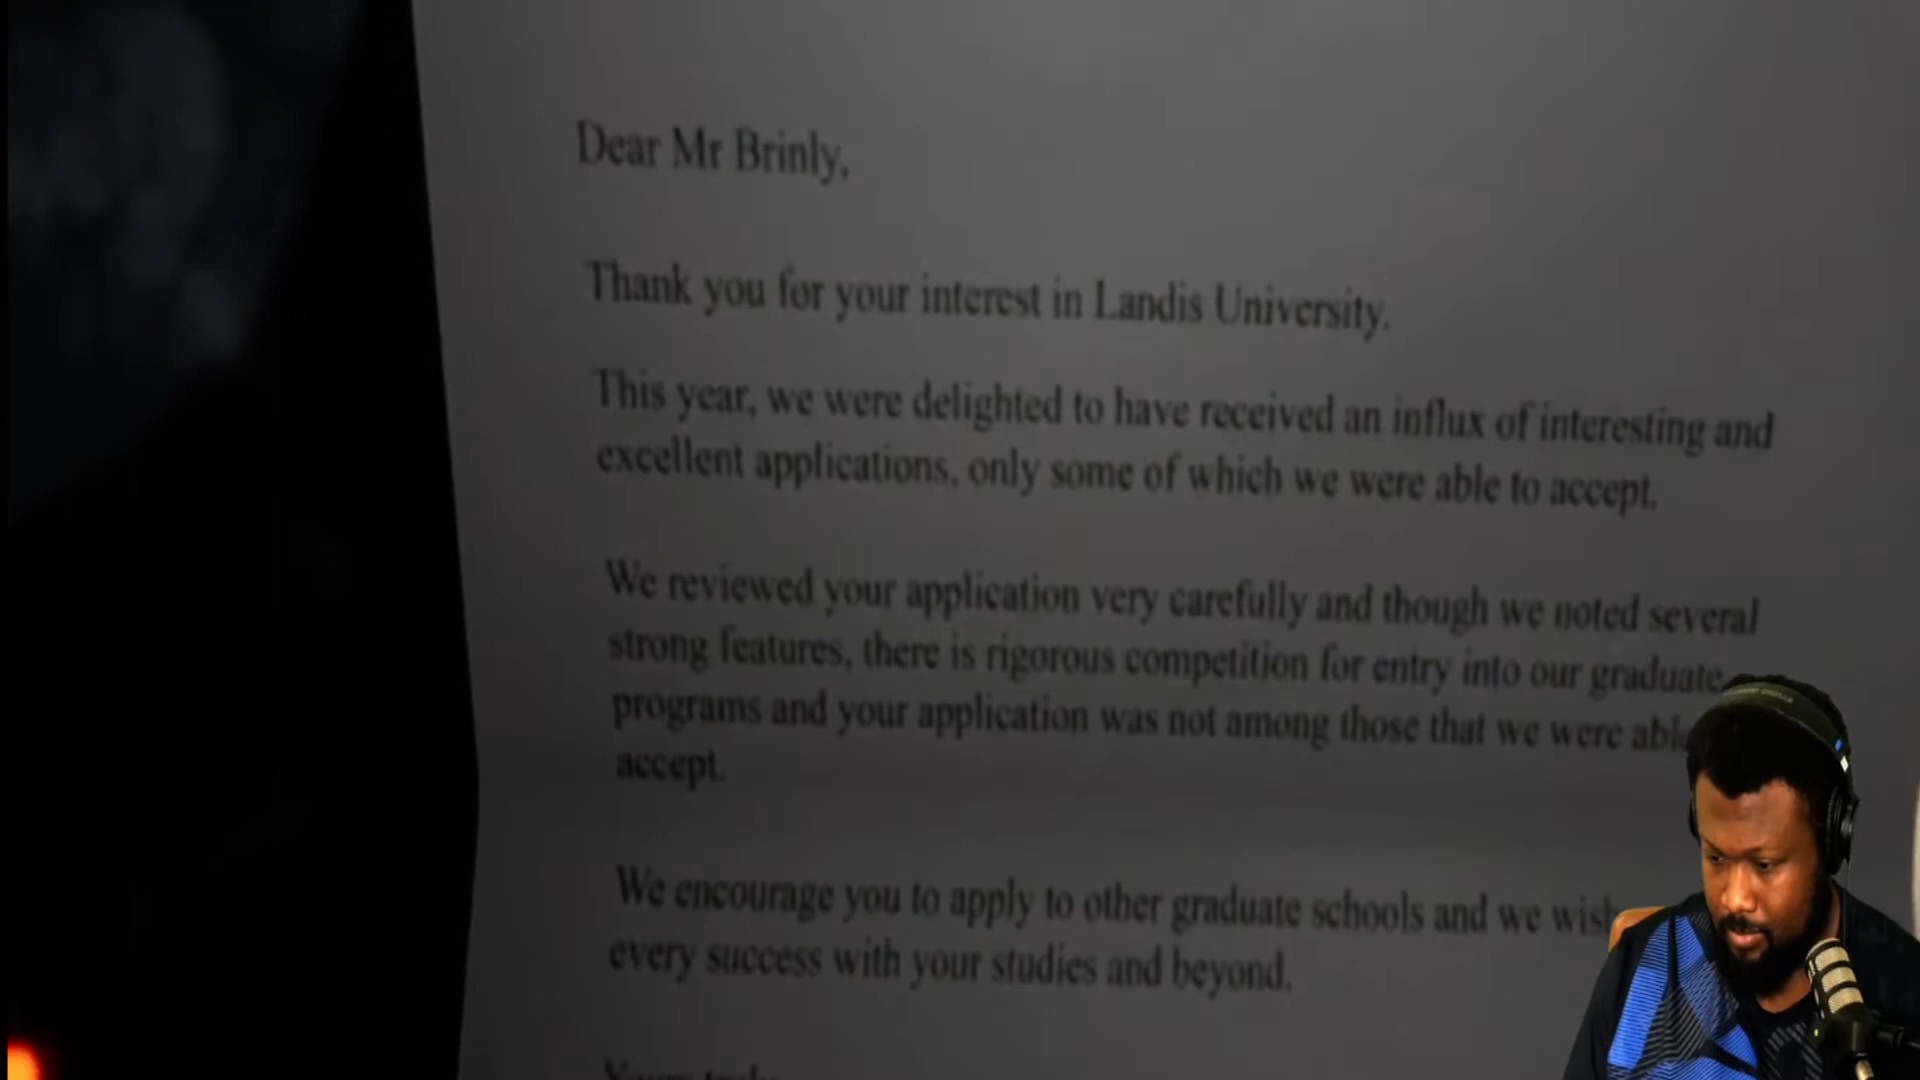 Dear Mr Brinly,
Thank you for your interest in Landis University.
This year, we were delighted to have received an influx of interesting and
excellent applications, only some of which we were able to accept.
We reviewed your application very carefully and though we noted several
strong features, there is rigorous competition for entry into our graduate
programs and your application was not among those that we were able
accept.
We encourage you to apply to other graduate schools and we wish
every success with your studies and beyond.